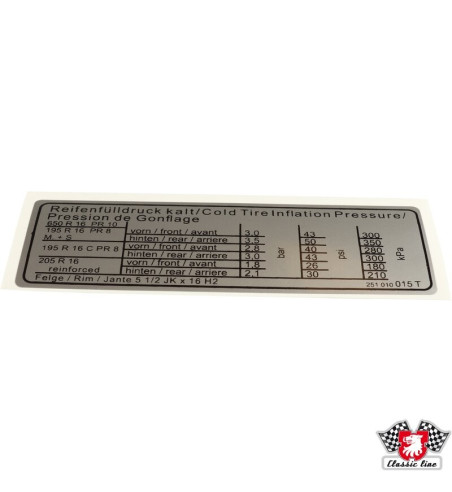 Reifenfülldruck kalt/Cold Tire Inflation Pressure/
Pression de Gonflage
650 R 16 PR 10
195 R 16 PR 8
M. + S
vorn / front / avant 3,0 43 300
hinten / rear / arriere 3,5 50 350
195 R 16 C PR 8
vorn / front / avant 2,8 40 280
hinten / rear / arriere 3,0 43 300
205 R 16
reinforced
vorn / front / avant 1,8 26 180
hinten / rear / arriere 2,1 30 210
bar
psi
kPa
Felge / Rim / Jante 5 1/2 JK x 16 H2
251 010 015 T
Classic line